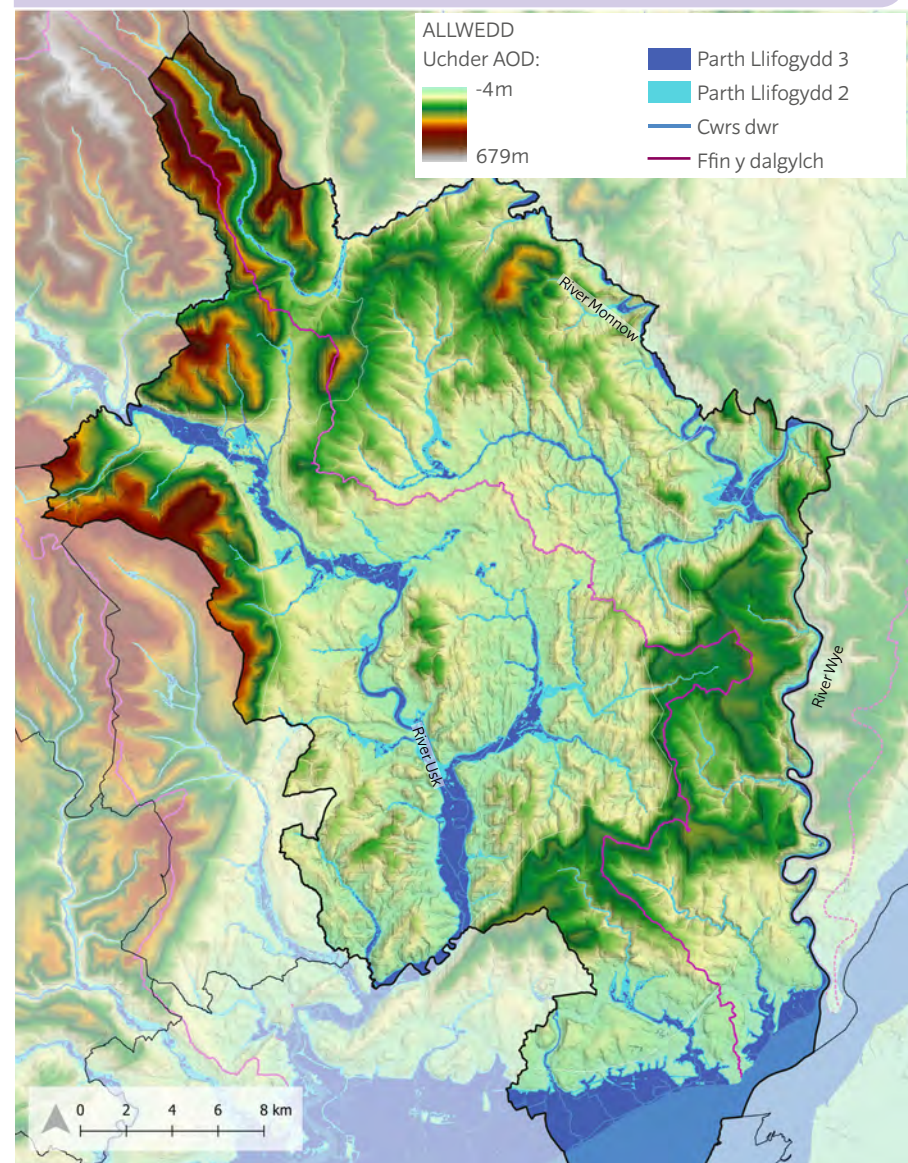 ALLWEDD
Uchder AOD:
-4m
679m
Parth Llifogydd 3
Parth Llifogydd 2
Cwrs dwr
Ffin y dalgylch
River Monnow
River Wye
River Usk
0 2 4 6 8 km